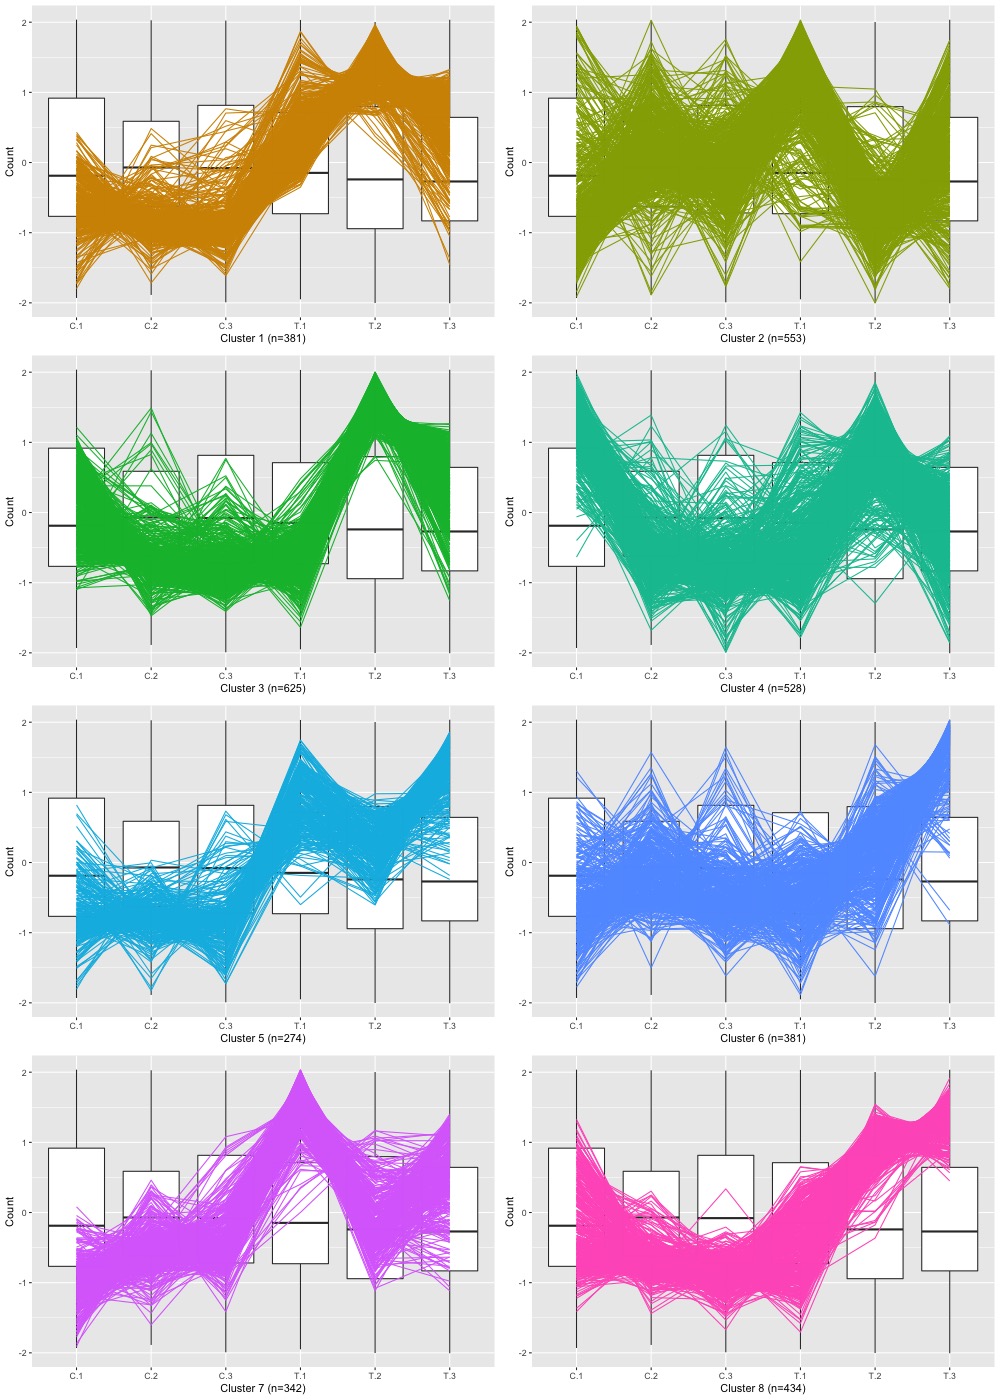 2
1
0
-1
-2
Count
C.1 C.2 C.3 T.1 T.2 T.3
Cluster 1 (n=381)
2
1
0
-1
-2
Count
C.1 C.2 C.3 T.1 T.2 T.3
Cluster 2 (n=553)
2
1
0
-1
-2
Count
C.1 C.2 C.3 T.1 T.2 T.3
Cluster 3 (n=625)
2
1
0
-1
-2
Count
C.1 C.2 C.3 T.1 T.2 T.3
Cluster 4 (n=528)
2
1
0
-1
-2
Count
C.1 C.2 C.3 T.1 T.2 T.3
Cluster 5 (n=274)
2
1
0
-1
-2
Count
C.1 C.2 C.3 T.1 T.2 T.3
Cluster 6 (n=381)
2
1
0
-1
-2
Count
C.1 C.2 C.3 T.1 T.2 T.3
Cluster 7 (n=342)
2
1
0
-1
-2
Count
C.1 C.2 C.3 T.1 T.2 T.3
Cluster 8 (n=434)